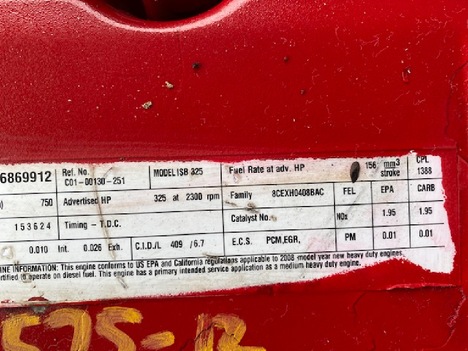 6869912 Ref. No. C01-00130-251 MODEL ISB 325 Fuel Rate at adv. HP 156 mm3 stroke CPL 1388
750 Advertised HP 325 at 2300 rpm Family 8CEXH0408BAC FEL EPA CARB
153624 Timing - T.D.C. Catalyst No. NOx 1.95 1.95
0.010 Int. 0.026 Exh. C.I.D/L 409 / 6.7 E.C.S. PCM,EGR, PM 0.01 0.01
INE INFORMATION: This engine conforms to US EPA and California regulations applicable to 2008 model year new heavy duty engines.
to operate on diesel fuel. This engine has a primary intended service application as a medium heavy duty engine.
575-12